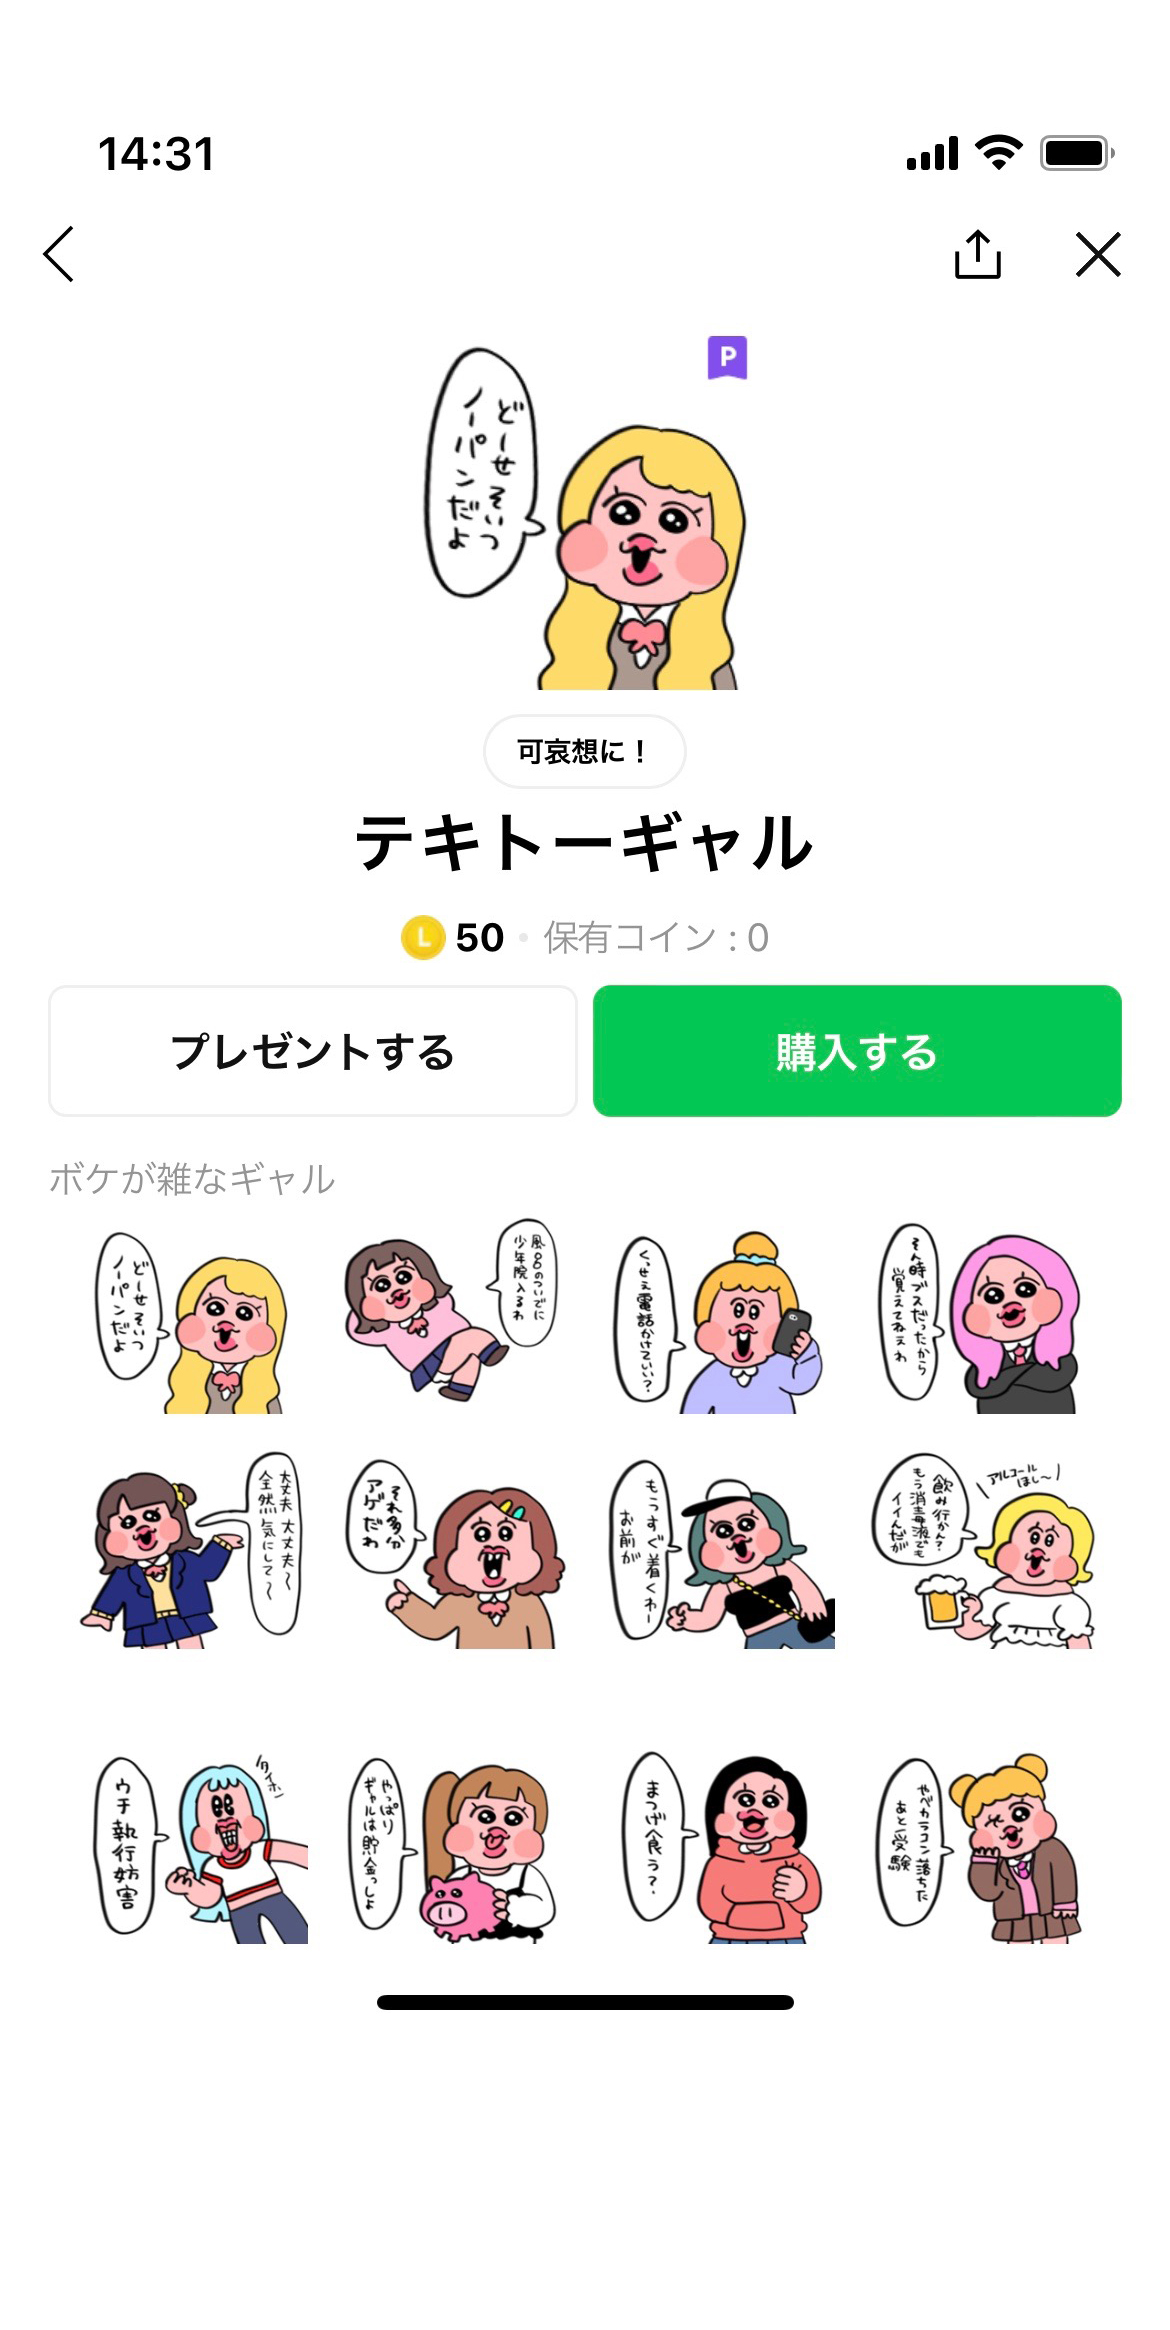 14:31
P
どーせそいつ
ノーパンだよ
可哀想に！
テキトーギャル
L 50 • 保有コイン : 0
プレゼントする
購入する
ボケが雑なギャル
どーせそいつ
ノーパンだよ
風呂のついでに
少年院入るわ
くっせぇ電話かけていい？
そん時ブスだったから
覚えてねぇわ
大丈夫大丈夫〜
全然気にして〜
それ多分
アゲだわ
もうすぐ着くわー
お前が
飲み行かん？
もう消毒液でも
イイんだが
アルコール
ほし〜
ウチ執行妨害
タイホ
やっぱり
ギャルは貯金っしょ
まつげ食う？
やべカラコン落ちた
あと受験